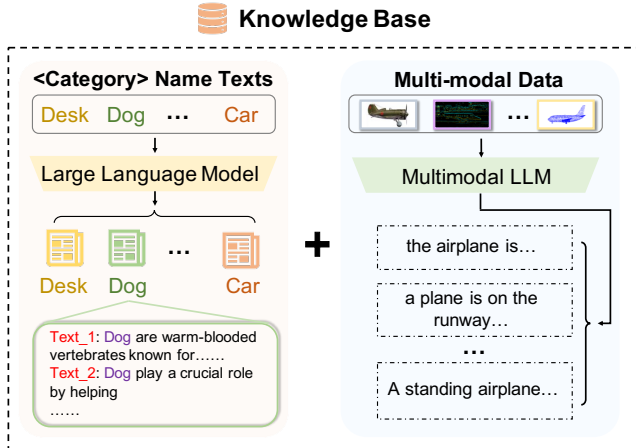 Knowledge Base
<Category> Name Texts
Desk Dog ... Car
Large Language Model
Desk Dog ... Car
Text_1: Dog are warm-blooded
vertebrates known for......
Text_2: Dog play a crucial role
by helping
......
+
Multi-modal Data
...
Multimodal LLM
the airplane is...
a plane is on the
runway...
...
A standing airplane...